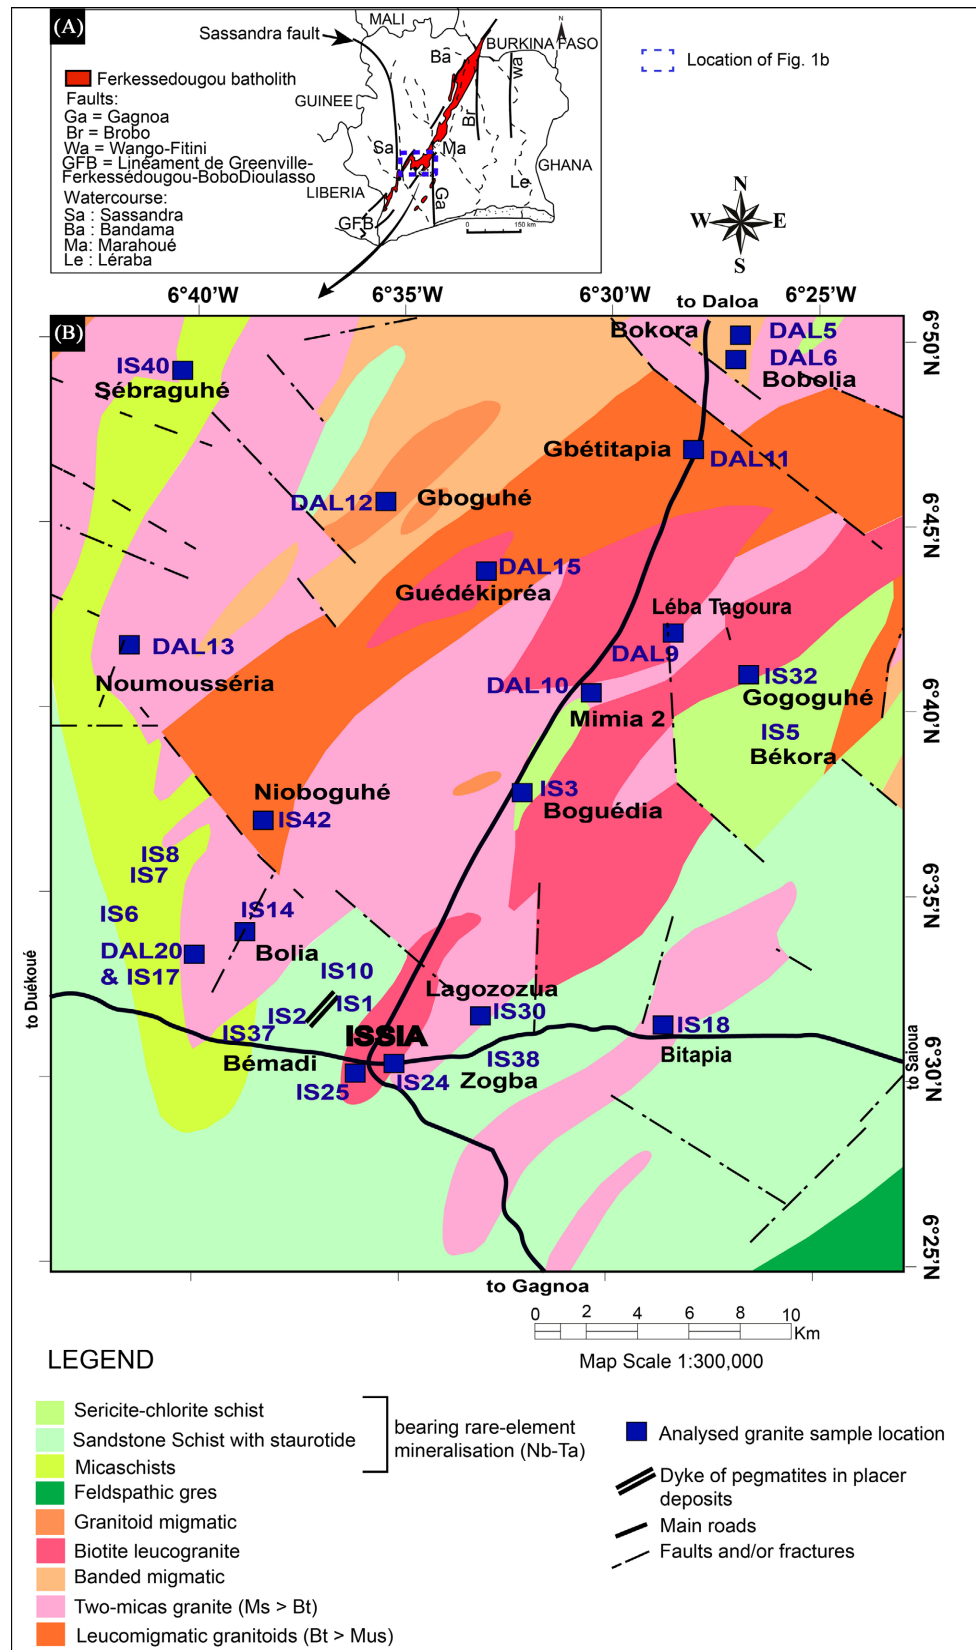 (A)
MALI
Sassandra fault
BURKINA FASO
N
Bã
wa
Location of Fig. 1b
Ferkessedougou batholith
Faults:
GUINEE
Ga = Gagnoa
Br
Br = Brobo
Wa = Wango-Fitini
Sa
Ma
GFB = Linéament de Greenville-
Ferkessédougou-BoboDioulasso
GHANA
LIBERIA
Le
Ga
Watercourse:
Sa : Sassandra
GFB
Ba : Bandama
Ma: Marahoué
Le : Léraba
0 150 km
N
W E
S
6°40'W 6°35'W 6°30'W 6°25'W
to Daloa
(B)
Bokora DAL5
6°50'N
IS40
DAL6
Sébraguhé
Bobolia
Gbétitapia
DAL11
DAL12 Gboguhé
6°45'N
DAL15
Guédékipréa
Léba Tagoura
DAL13
DAL9
Noumousséria
DAL10
IS32
Gogoguhé
Mimia 2
6°40'N
IS5
Békora
Nioboguhé
IS3
Boguédia
IS42
IS8
IS7
6°35'N
IS6
IS14
DAL20
& IS17
Bolia
IS10
to Duékoué
Lagozozua
IS2 IS1
IS30
IS18
IS37
ISSIA
to Saioura
Bémadi
IS38
Bitapia
IS25 IS24
Zogba
6°30'N
6°25'N
to Gagnoa
0 2 4 6 8 10
Km
Map Scale 1:300,000
LEGEND
Sericite-chlorite schist
Sandstone Schist with staurotide
Micaschists
bearing rare-element
mineralisation (Nb-Ta)
Feldspathic gres
Granitoid migmatic
Biotite leucogranite
Banded migmatic
Two-micas granite (Ms > Bt)
Leucomigmatic granitoids (Bt > Mus)
Analysed granite sample location
Dyke of pegmatites in placer
deposits
Main roads
Faults and/or fractures